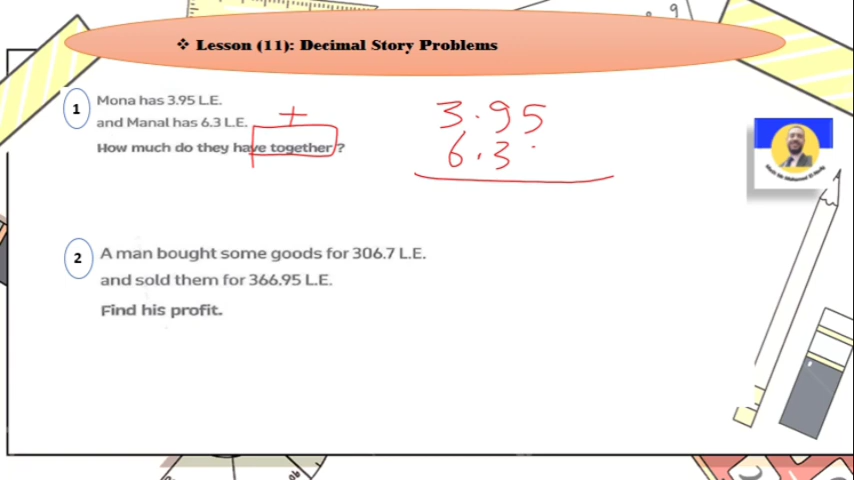 ❖ Lesson (11): Decimal Story Problems
1
Mona has 3.95 L.E.
and Manal has 6.3 L.E.
+
How much do they have together ?
3.95
6.3
2
A man bought some goods for 306.7 L.E.
and sold them for 366.95 L.E.
Find his profit.